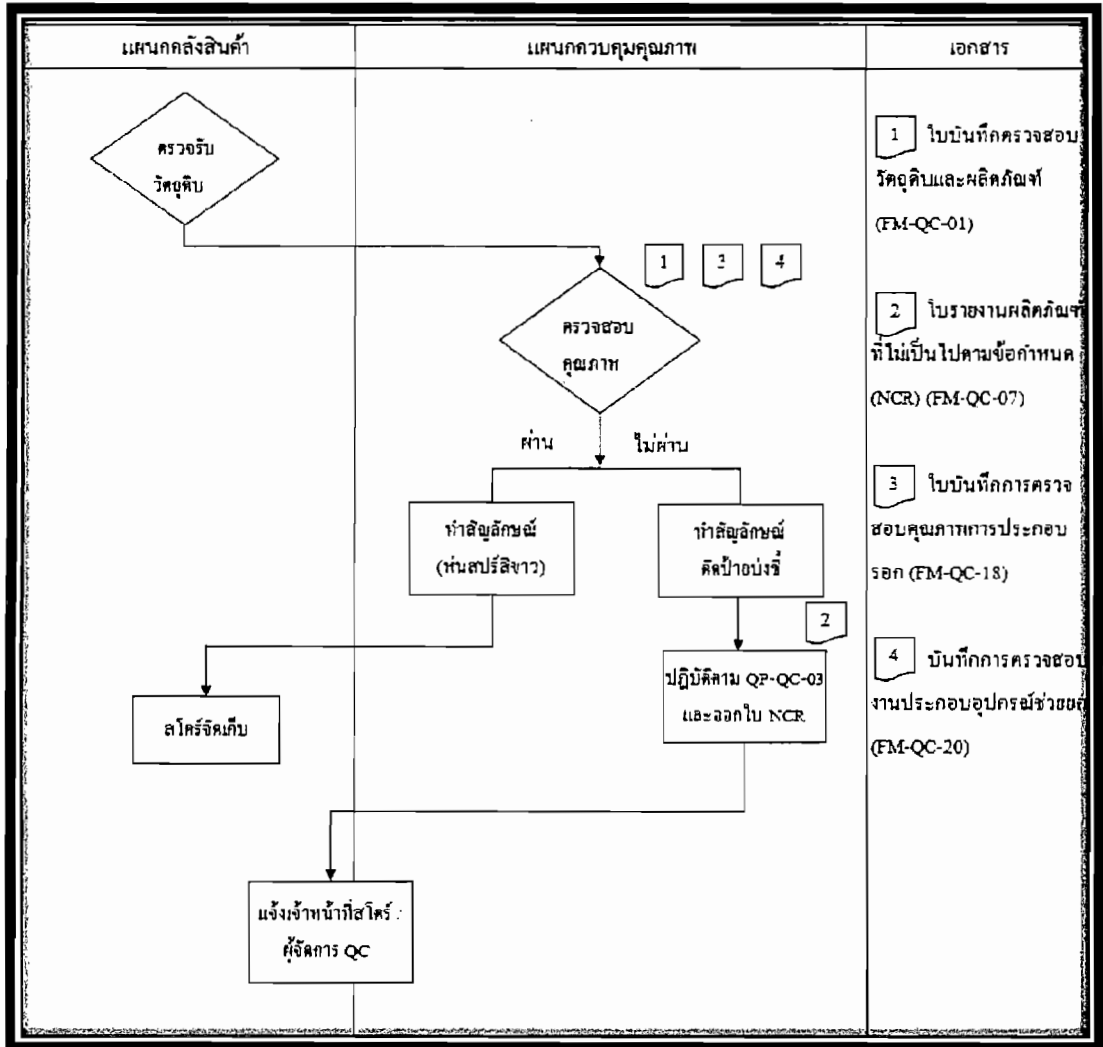 แผนกคลังสินค้า
แผนกควบคุมคุณภาพ
เอกสาร
ตรวจรับ
วัตถุดิบ
1
3
4
ตรวจสอบ
คุณภาพ
ผ่าน
ไม่ผ่าน
ทำสัญลักษณ์
(พ่นสปรีสีขาว)
ทำสัญลักษณ์
ติดป้ายบ่งชี้
2
สโตร์จัดเก็บ
ปฎิบัติตาม QP-QC-03
และออกใบ NCR
แจ้งเจ้าหน้าที่สโตร์ :
ผู้จัดการ QC
1 ใบบันทึกตรวจสอบ
วัตถุดิบและผลิตภัณฑ์
(FM-QC-01)
2 ใบรายงานผลิตภัณฑ์
ที่ไม่เป็นไปตามข้อกำหนด
(NCR) (FM-QC-07)
3 ใบบันทึกการตรวจ
สอบคุณภาพการประกอบ
รอก (FM-QC-18)
4 บันทึกการตรวจสอบ
งานประกอบอุปกรณ์ช่วยยก
(FM-QC-20)